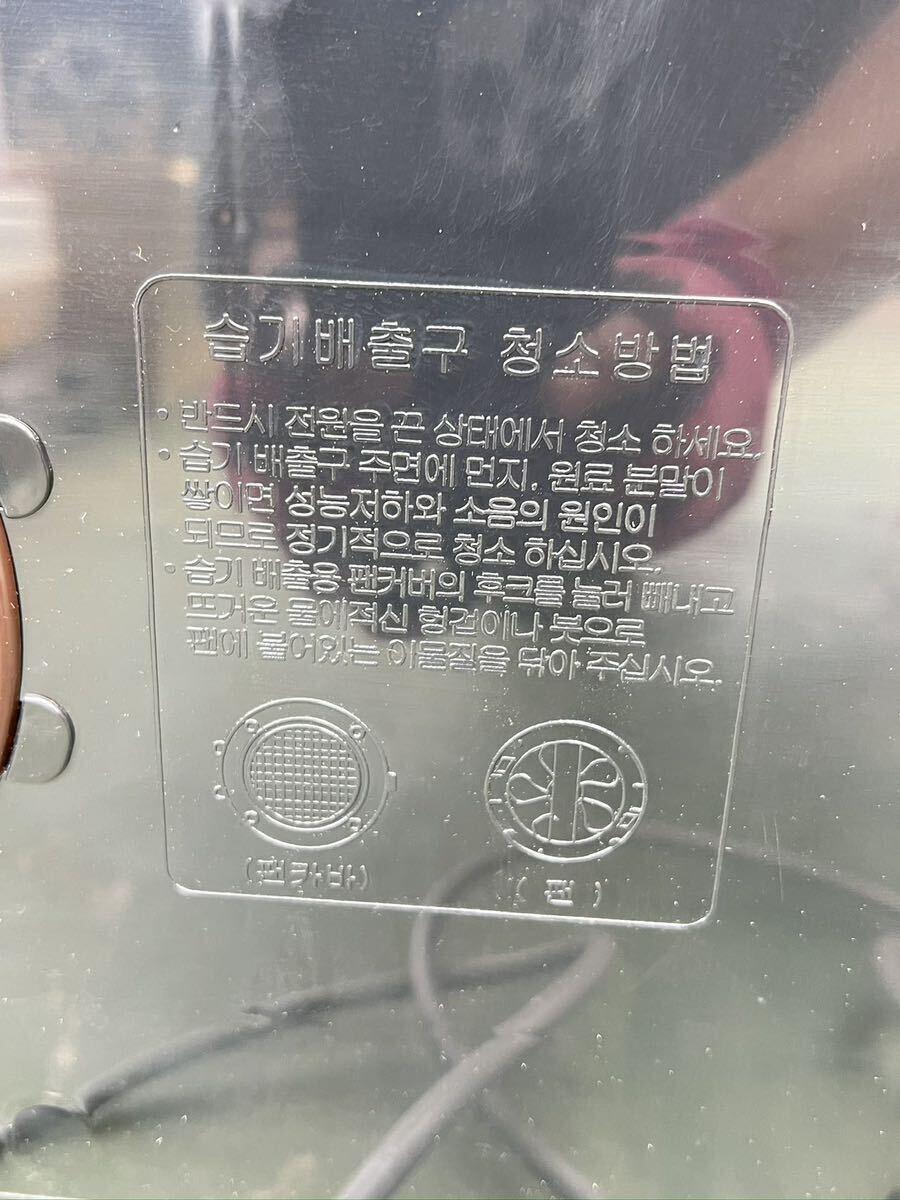 습기배출구 청소방법
• 반드시 전원을 끈 상태에서 청소 하세요.
• 습기 배출구 주면에 먼지, 원료 분말이
쌓이면 성능저하와 소음의 원인이
되므로 정기적으로 청소 하십시오.
• 습기 배출용 팬커버의 후크를 눌러 빼내고
뜨거운 물에적신 헝겊이나 붓으로
팬에 붙어있는 이물질을 닦아 주십시오.
(팬카바) (팬)